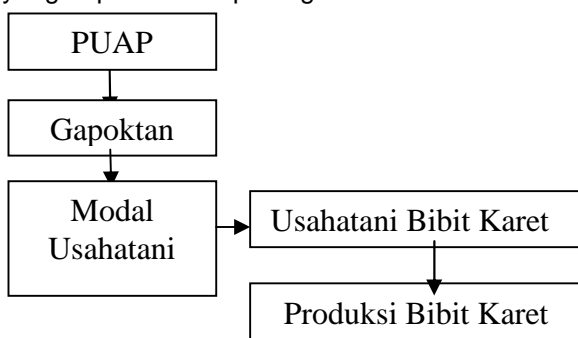 PUAP
Gapoktan
Modal
Usahatani
Usahatani Bibit Karet
Produksi Bibit Karet